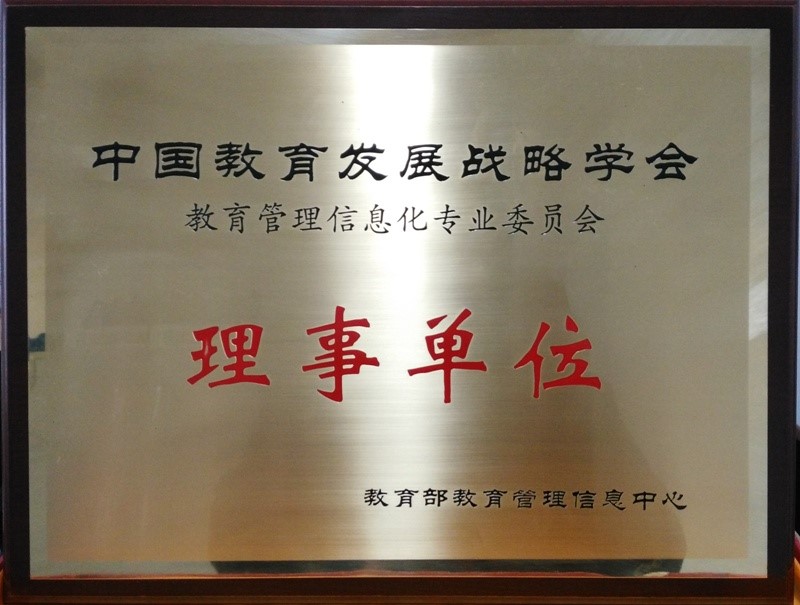 中国教育发展战略学会
教育管理信息化专业委员会
理事单位
教育部教育管理信息中心